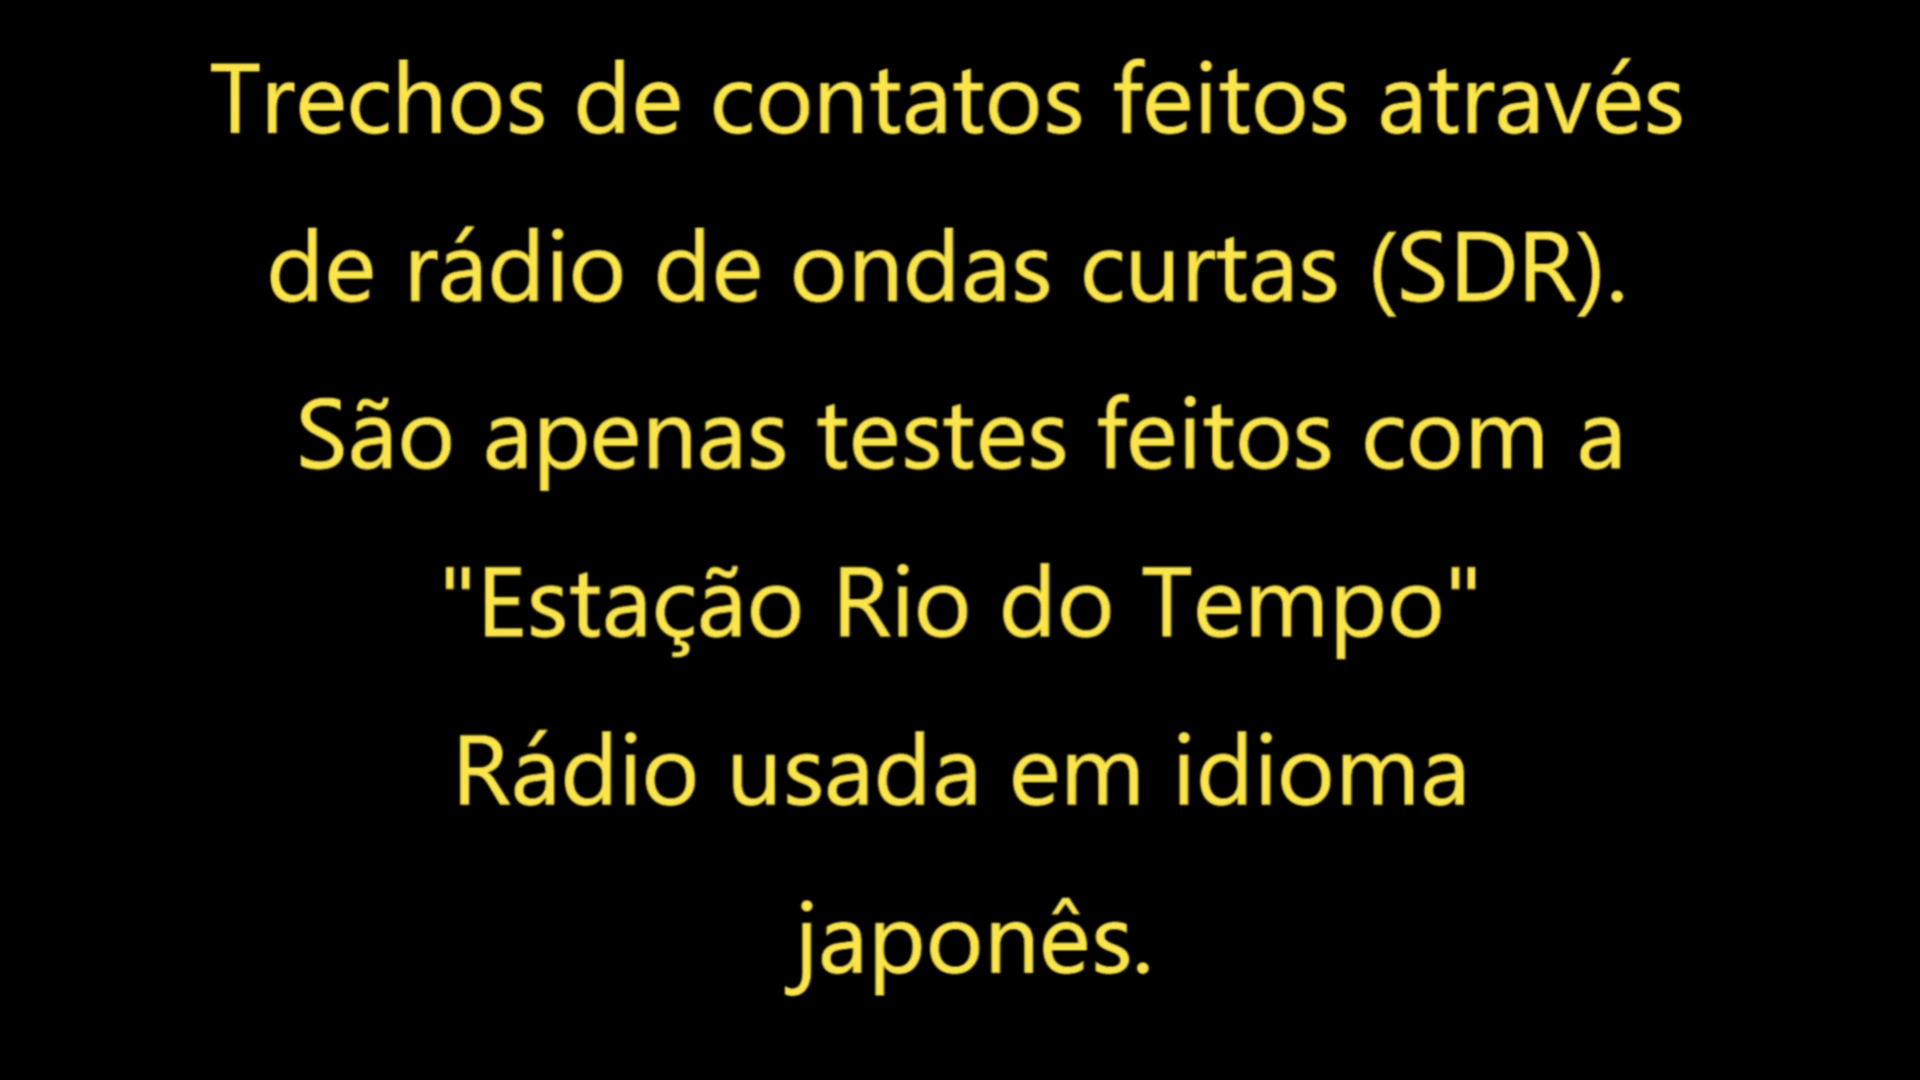 Trechos de contatos feitos através
de rádio de ondas curtas (SDR).
São apenas testes feitos com a
"Estação Rio do Tempo"
Rádio usada em idioma
japonês.